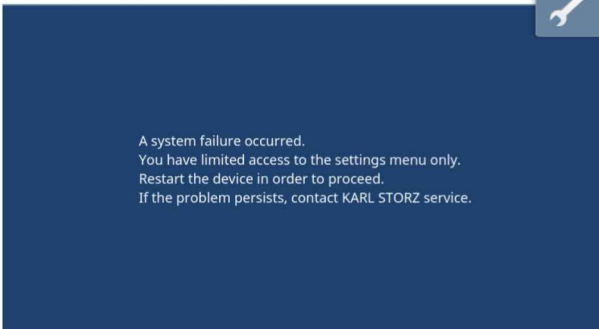 A system failure occurred.
You have limited access to the settings menu only.
Restart the device in order to proceed.
If the problem persists, contact KARL STORZ service.